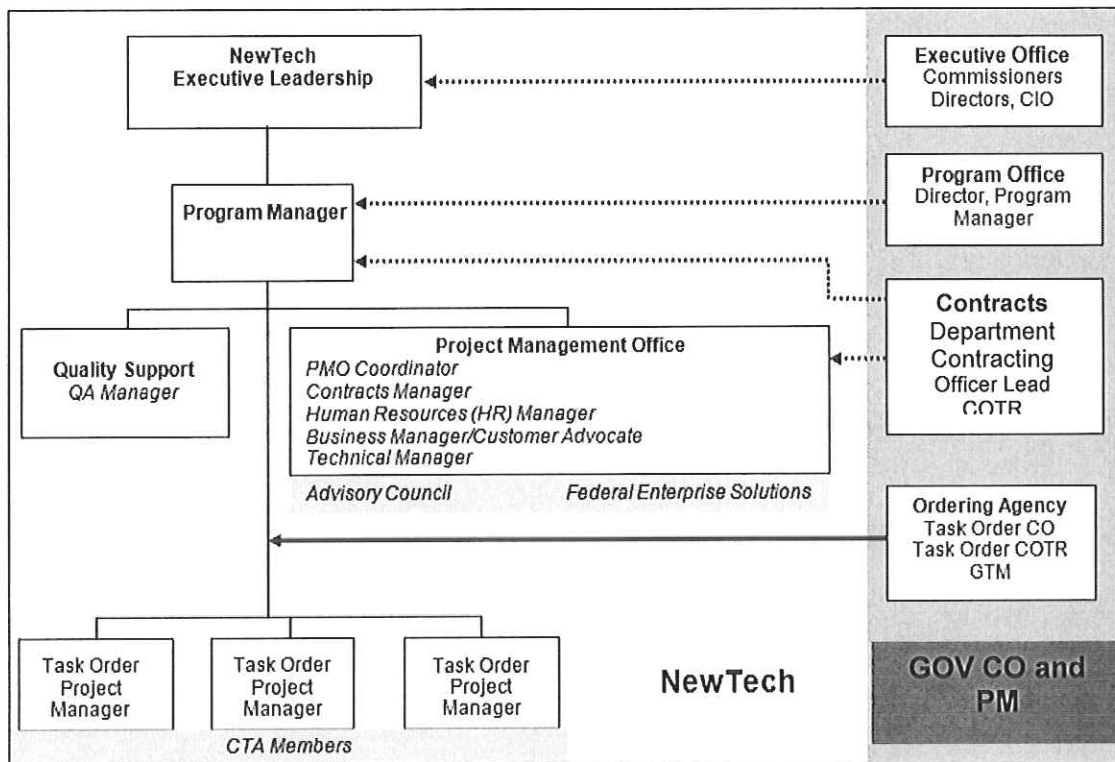 NewTech
Executive Leadership
Executive Office
Commissioners
Directors, CIO
Program Manager
Program Office
Director, Program
Manager
Contracts
Department
Contracting
Officer Lead
COTR
Quality Support
QA Manager
Project Management Office
PMO Coordinator
Contracts Manager
Human Resources (HR) Manager
Business Manager/Customer Advocate
Technical Manager
Advisory Council
Federal Enterprise Solutions
Ordering Agency
Task Order CO
Task Order COTR
GTM
Task Order
Project
Manager
Task Order
Project
Manager
Task Order
Project
Manager
CTA Members
NewTech
GOV CO and
PM